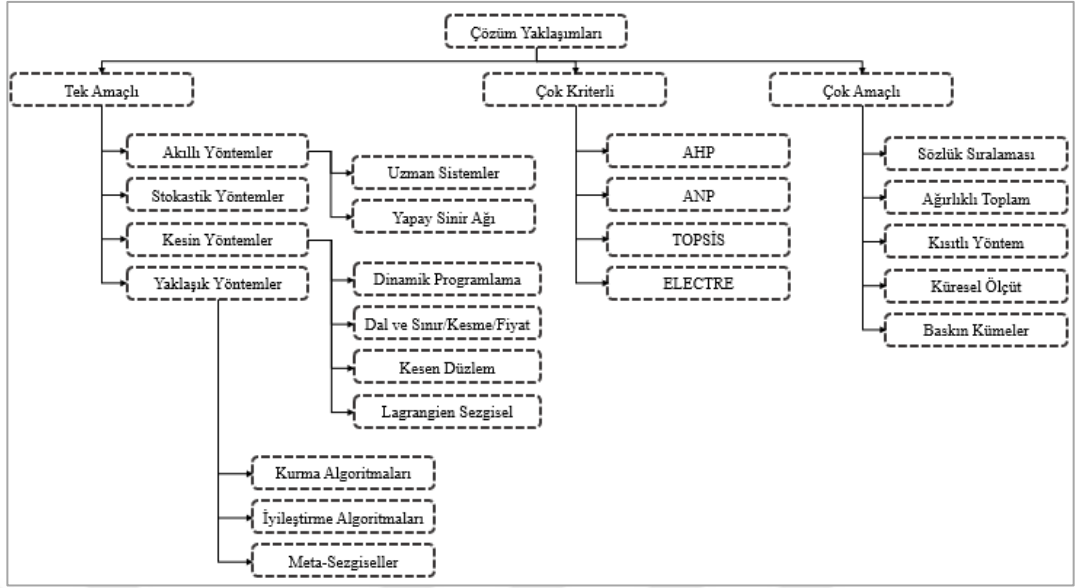 Çözüm Yaklaşımları
Tek Amaçlı
Çok Kriterli
Çok Amaçlı
Akıllı Yöntemler
Uzman Sistemler
Yapay Sinir Ağı
Stokastik Yöntemler
Kesin Yöntemler
Dinamik Programlama
Dal ve Sınır/Kesme/Fiyat
Kesen Düzlem
Lagrangien Sezgisel
Yaklaşık Yöntemler
Kurma Algoritmaları
İyileştirme Algoritmaları
Meta-Sezgiseller
AHP
ANP
TOPSİS
ELECTRE
Sözlük Sıralaması
Ağırlıklı Toplam
Kısıtlı Yöntem
Küresel Ölçüt
Baskın Kümeler